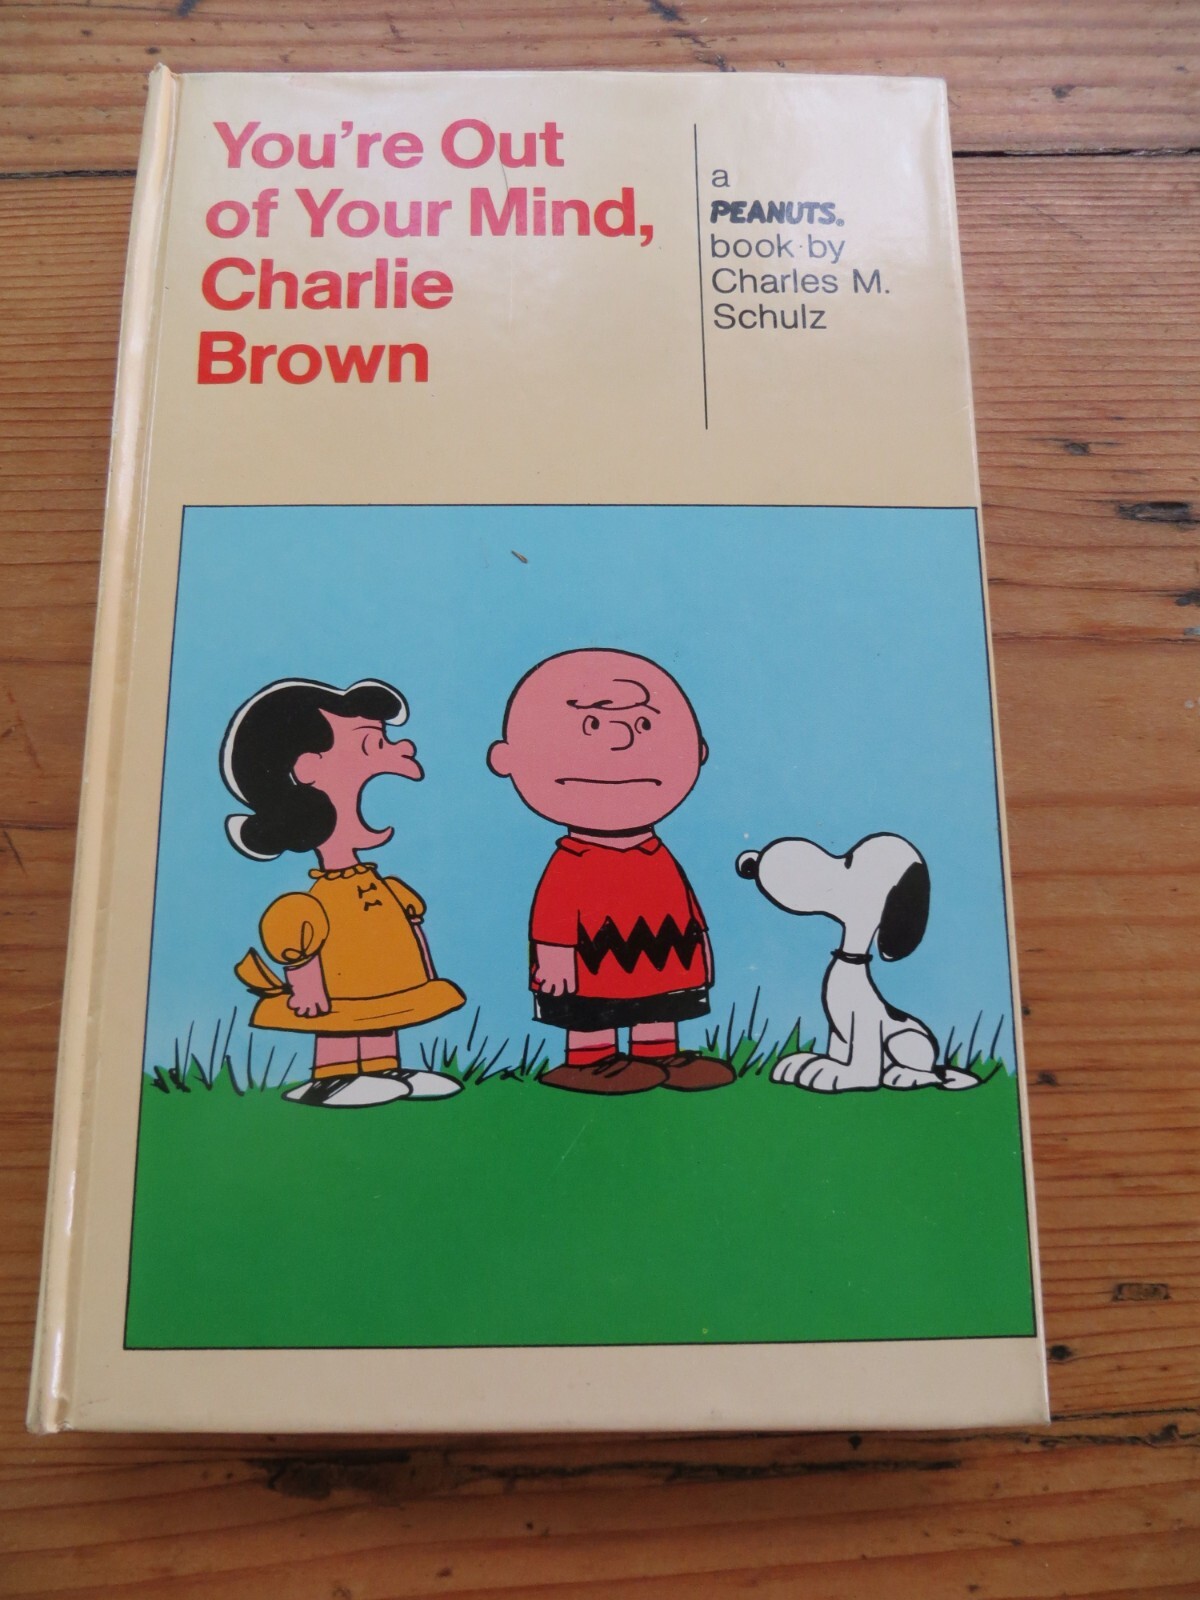 You're Out
of Your Mind,
Charlie
Brown
a
PEANUTS®
book by
Charles M.
Schulz